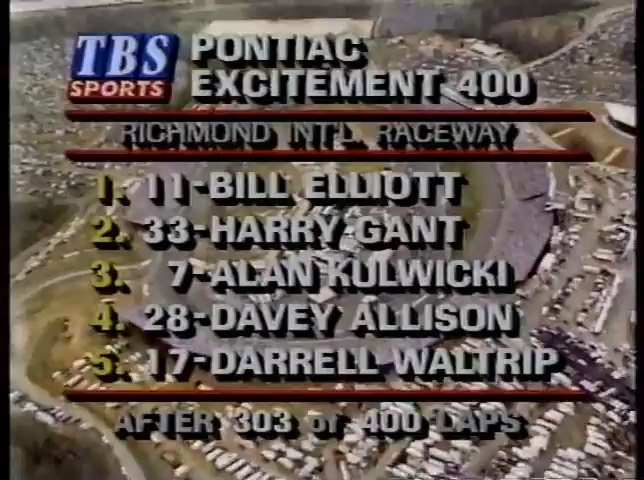 TBS
SPORTS
PONTIAC
EXCITEMENT 400
RICHMOND INT'L. RACEWAY
1. 11-BILL ELLIOTT
2. 33-HARRY GANT
3. 7-ALAN KULWICKI
4. 28-DAVEY ALLISON
5. 17-DARRELL WALTRIP
AFTER 303 of 400 LAPS